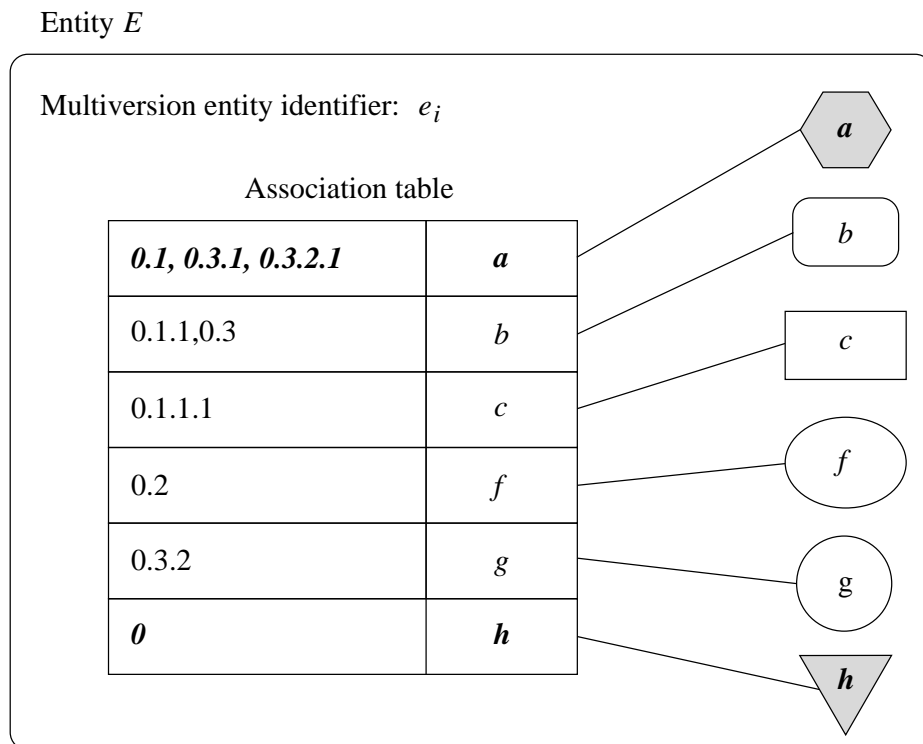 Entity E
Multiversion entity identifier: e_i
Association table
0.1, 0.3.1, 0.3.2.1 a
0.1.1,0.3 b
0.1.1.1 c
0.2 f
0.3.2 g
0 h
a
b
c
f
g
h